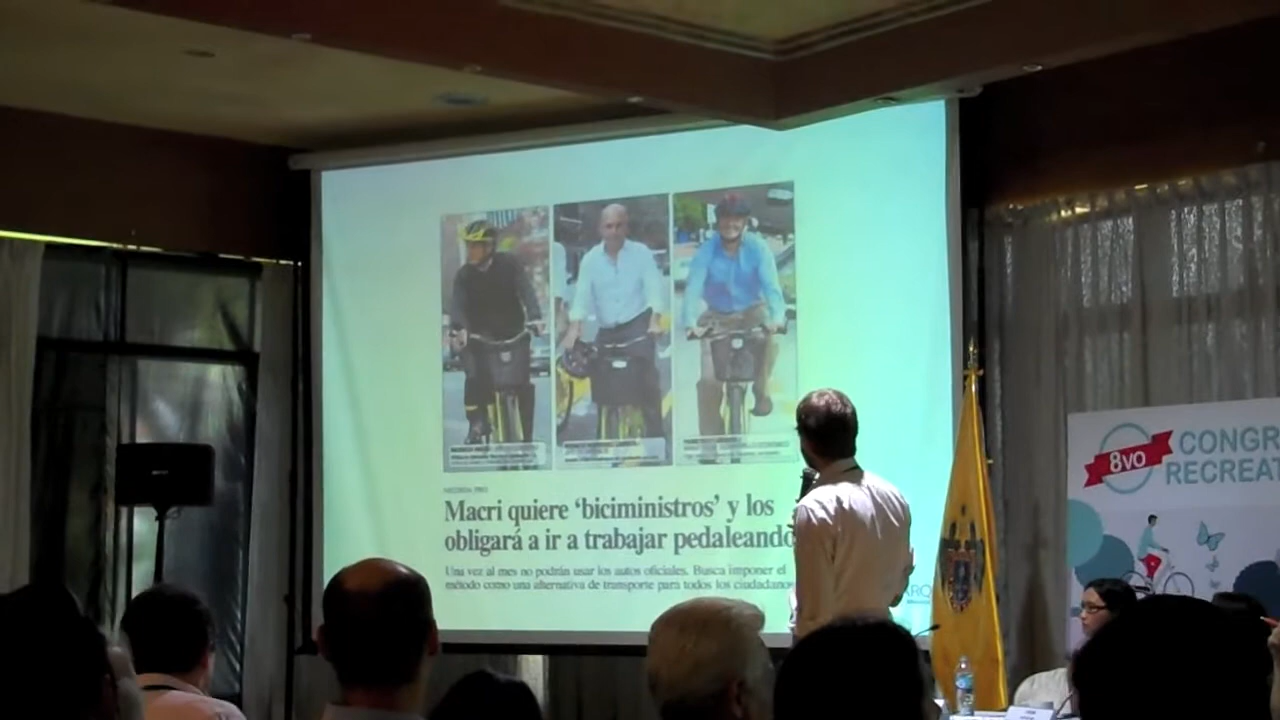 Macri quiere 'biciministros' y los
obligará a ir a trabajar pedaleando
Una vez al mes no podrán usar los autos oficiales. Busca imponer el
método como una alternativa de transporte para todos los ciudadanos
8VO
CONGR
RECREAT
ARQ